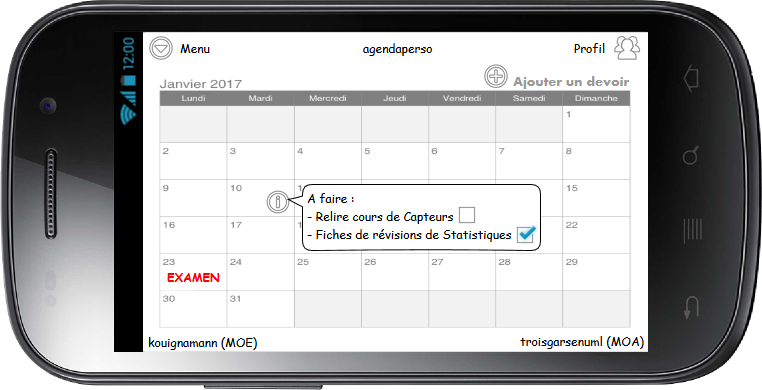 12:00
Menu
agendaperso
Profil
Janvier 2017
Ajouter un devoir
Lundi Mardi Mercredi Jeudi Vendredi Samedi Dimanche
1
2 3 4 5 6 7 8
9 10 15
A faire :
- Relire cours de Capteurs
- Fiches de révisions de Statistiques
16 17 22
23 24 25 26 27 28 29
EXAMEN
30 31
kouignamann (MOE)
troisgarsenuml (MOA)